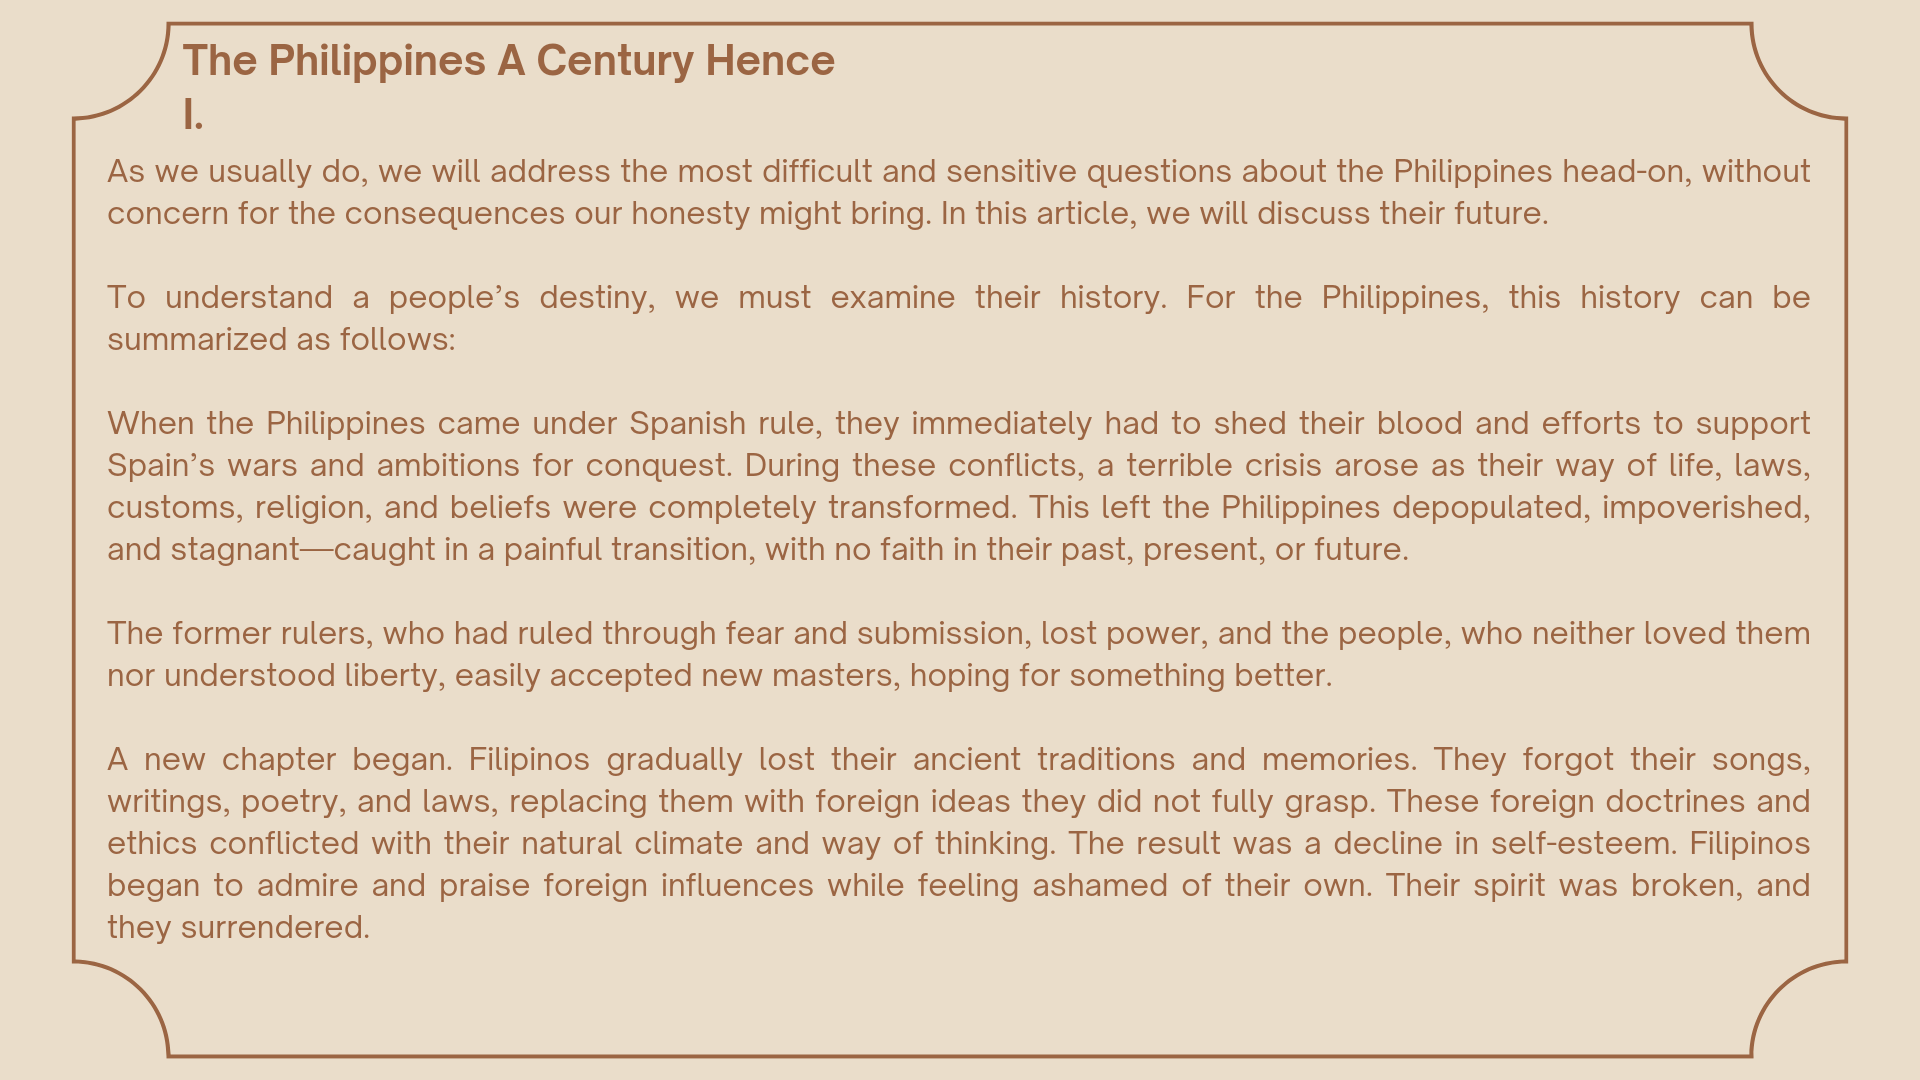 The Philippines A Century Hence
I.
As we usually do, we will address the most difficult and sensitive questions about the Philippines head-on, without
concern for the consequences our honesty might bring. In this article, we will discuss their future.
To understand a people’s destiny, we must examine their history. For the Philippines, this history can be
summarized as follows:
When the Philippines came under Spanish rule, they immediately had to shed their blood and efforts to support
Spain’s wars and ambitions for conquest. During these conflicts, a terrible crisis arose as their way of life, laws,
customs, religion, and beliefs were completely transformed. This left the Philippines depopulated, impoverished,
and stagnant—caught in a painful transition, with no faith in their past, present, or future.
The former rulers, who had ruled through fear and submission, lost power, and the people, who neither loved them
nor understood liberty, easily accepted new masters, hoping for something better.
A new chapter began. Filipinos gradually lost their ancient traditions and memories. They forgot their songs,
writings, poetry, and laws, replacing them with foreign ideas they did not fully grasp. These foreign doctrines and
ethics conflicted with their natural climate and way of thinking. The result was a decline in self-esteem. Filipinos
began to admire and praise foreign influences while feeling ashamed of their own. Their spirit was broken, and
they surrendered.